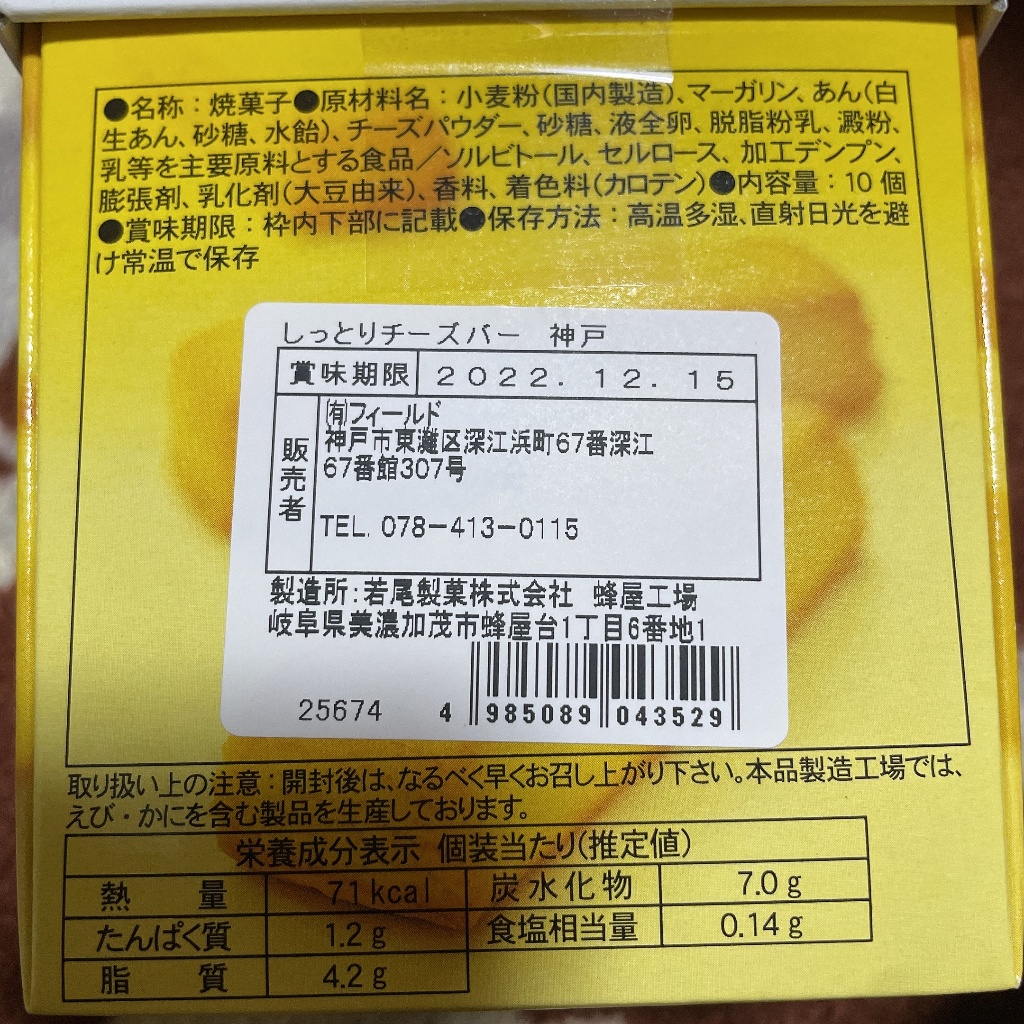 ●名称：焼菓子●原材料名：小麦粉(国内製造)、マーガリン、あん(白
生あん、砂糖、水飴)、チーズパウダー、砂糖、液全卵、脱脂粉乳、澱粉、
乳等を主要原料とする食品／ソルビトール、セルロース、加工デンプン、
膨張剤、乳化剤(大豆由来)、香料、着色料(カロテン)●内容量：10個
●賞味期限：枠内下部に記載●保存方法：高温多湿、直射日光を避
け常温で保存
しっとりチーズバー 神戸
賞味期限 2022. 12. 15
販売者
㈲フィールド
神戸市東灘区深江浜町67番深江
67番館307号
TEL. 078-413-0115
製造所:若尾製菓株式会社 蜂屋工場
岐阜県美濃加茂市蜂屋台1丁目6番地1
25674 4 985089 043529
取り扱い上の注意：開封後は、なるべく早くお召し上がり下さい。本品製造工場では、
えび・かにを含む製品を生産しております。
栄養成分表示 個装当たり(推定値)
熱量 71kcal 炭水化物 7.0g
たんぱく質 1.2g 食塩相当量 0.14g
脂質 4.2g